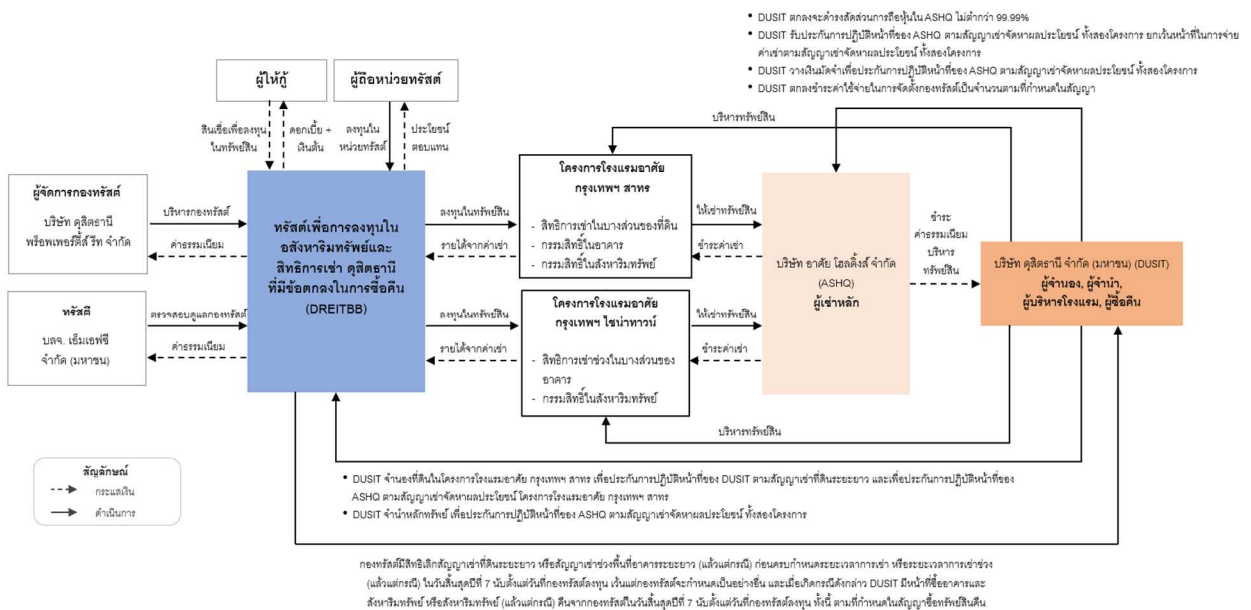 • DUSIT ตกลงจะดำรงสัดส่วนการถือหุ้นใน ASHQ ไม่ต่ำกว่า 99.99%
• DUSIT รับประกันการปฏิบัติหน้าที่ของ ASHQ ตามสัญญาเช่าจัดหาผลประโยชน์ ทั้งสองโครงการ ยกเว้นหน้าที่ในการจ่าย
ค่าเช่าตามสัญญาเช่าจัดหาผลประโยชน์ ทั้งสองโครงการ
• DUSIT วางเงินมัดจำเพื่อประกันการปฏิบัติหน้าที่ของ ASHQ ตามสัญญาเช่าจัดหาผลประโยชน์ ทั้งสองโครงการ
• DUSIT ตกลงชำระค่าใช้จ่ายในการจัดตั้งกองทรัสต์เป็นจำนวนตามที่กำหนดในสัญญา
ผู้ให้กู้
ผู้ถือหน่วยทรัสต์
สินเชื่อเพื่อลงทุน
ในทรัพย์สิน
ดอกเบี้ย +
เงินต้น
ลงทุนใน
หน่วยทรัสต์
ประโยชน์
ตอบแทน
บริหารทรัพย์สิน
ผู้จัดการกองทรัสต์
บริษัท ดุสิตธานี
พร็อพเพอร์ตี้ส์ รีท จำกัด
บริหารกองทรัสต์
ค่าธรรมเนียม
ทรัสตี
บลจ. เอ็มเอฟซี
จำกัด (มหาชน)
ตรวจสอบดูแลกองทรัสต์
ค่าธรรมเนียม
ทรัสต์เพื่อการลงทุนใน
อสังหาริมทรัพย์และ
สิทธิการเช่า ดุสิตธานี
ที่มีข้อตกลงในการซื้อคืน
(DREITBB)
ลงทุนในทรัพย์สิน
รายได้จากค่าเช่า
ลงทุนในทรัพย์สิน
รายได้จากค่าเช่า
โครงการโรงแรมอาศัย
กรุงเทพฯ สาทร
- สิทธิการเช่าในบางส่วนของที่ดิน
- กรรมสิทธิ์ในอาคาร
- กรรมสิทธิ์ในสังหาริมทรัพย์
โครงการโรงแรมอาศัย
กรุงเทพฯ ไชน่าทาวน์
- สิทธิการเช่าช่วงในบางส่วนของ
อาคาร
- กรรมสิทธิ์ในสังหาริมทรัพย์
ให้เช่าทรัพย์สิน
ชำระค่าเช่า
ให้เช่าทรัพย์สิน
ชำระค่าเช่า
บริษัท อาศัย โฮลดิ้งส์ จำกัด
(ASHQ)
ผู้เช่าหลัก
ชำระ
ค่าธรรมเนียม
บริหาร
ทรัพย์สิน
บริษัท ดุสิตธานี จำกัด (มหาชน) (DUSIT)
ผู้จำนอง, ผู้จำนำ,
ผู้บริหารโรงแรม, ผู้ซื้อคืน
บริหารทรัพย์สิน
สัญลักษณ์
กระแสเงิน
ดำเนินการ
• DUSIT จำนองที่ดินในโครงการโรงแรมอาศัย กรุงเทพฯ สาทร เพื่อประกันการปฏิบัติหน้าที่ของ DUSIT ตามสัญญาเช่าที่ดินระยะยาว และเพื่อประกันการปฏิบัติหน้าที่ของ
ASHQ ตามสัญญาเช่าจัดหาผลประโยชน์ โครงการโรงแรมอาศัย กรุงเทพฯ สาทร
• DUSIT จำนำหลักทรัพย์ เพื่อประกันการปฏิบัติหน้าที่ของ ASHQ ตามสัญญาเช่าจัดหาผลประโยชน์ ทั้งสองโครงการ
กองทรัสต์มีสิทธิเลิกสัญญาเช่าที่ดินระยะยาว หรือสัญญาเช่าช่วงพื้นที่อาคารระยะยาว (แล้วแต่กรณี) ก่อนครบกำหนดระยะเวลาการเช่า หรือระยะเวลาการเช่าช่วง
(แล้วแต่กรณี) ในวันสิ้นสุดปีที่ 7 นับตั้งแต่วันที่กองทรัสต์ลงทุน เว้นแต่กองทรัสต์จะกำหนดเป็นอย่างอื่น และเมื่อเกิดกรณีดังกล่าว DUSIT มีหน้าที่ซื้ออาคารและ
สังหาริมทรัพย์ หรือสังหาริมทรัพย์ (แล้วแต่กรณี) คืนจากกองทรัสต์ในวันสิ้นสุดปีที่ 7 นับตั้งแต่วันที่กองทรัสต์ลงทุน ทั้งนี้ ตามที่กำหนดในสัญญาซื้อทรัพย์สินคืน